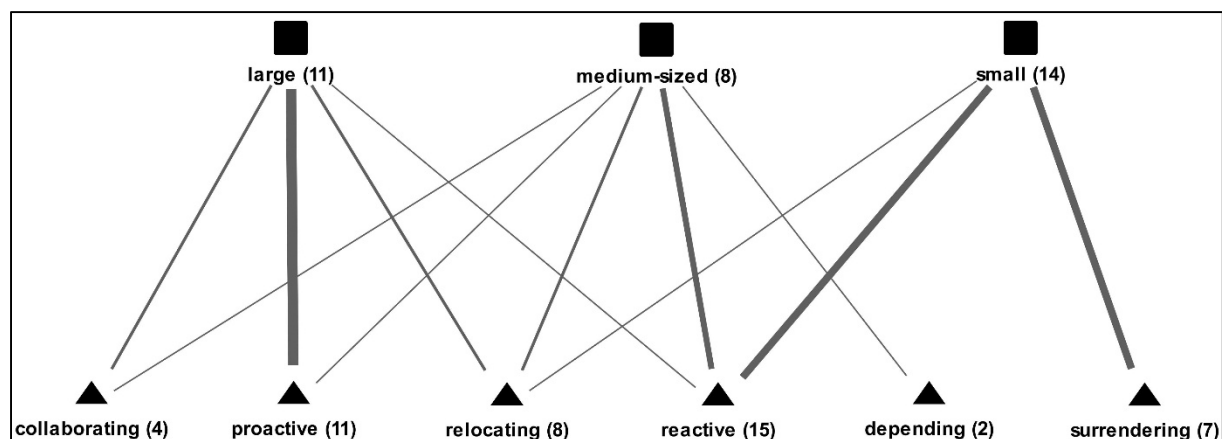 large (11) medium-sized (8) small (14)
collaborating (4) proactive (11) relocating (8) reactive (15) depending (2) surrendering (7)